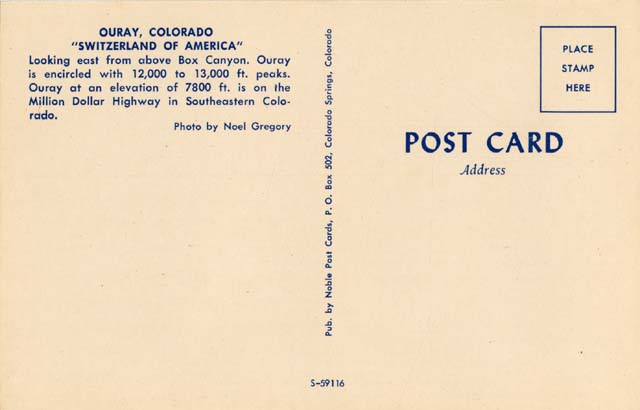 OURAY, COLORADO
"SWITZERLAND OF AMERICA"
Looking east from above Box Canyon. Ouray
is encircled with 12,000 to 13,000 ft. peaks.
Ouray at an elevation of 7800 ft. is on the
Million Dollar Highway in Southeastern Colo-
rado.
Photo by Noel Gregory
Pub. by Noble Post Cards, P. O. Box 502, Colorado Springs, Colorado
PLACE
STAMP
HERE
POST CARD
Address
S-59116